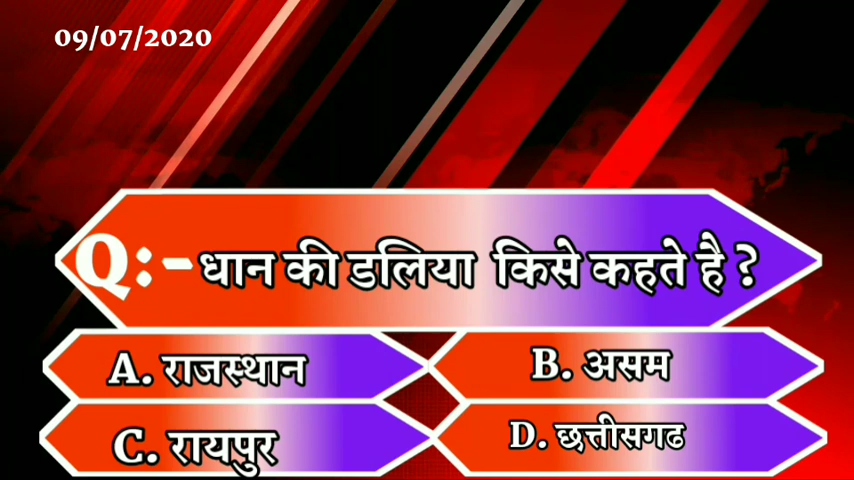 09/07/2020
Q:-धान की डलिया किसे कहते है ?
A. राजस्थान
B. असम
C. रायपुर
D. छत्तीसगढ